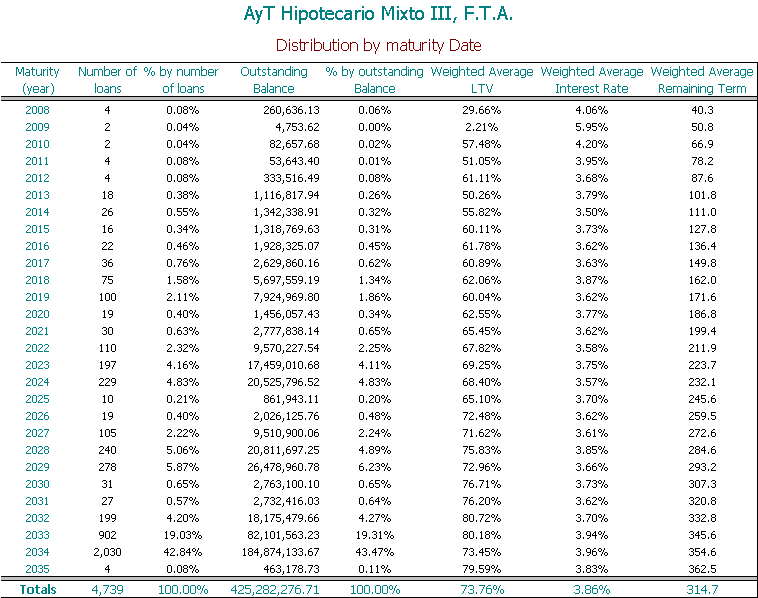 AyT Hipotecario Mixto III, F.T.A.
Distribution by maturity Date
Maturity Number of % by number Outstanding % by outstanding Weighted Average Weighted Average Weighted Average
(year) loans of loans Balance Balance LTV Interest Rate Remaining Term
2008 4 0.08% 260,636.13 0.06% 29.66% 4.06% 40.3
2009 2 0.04% 4,753.62 0.00% 2.21% 5.95% 50.8
2010 2 0.04% 82,657.68 0.02% 57.48% 4.20% 66.9
2011 4 0.08% 53,643.40 0.01% 51.05% 3.95% 78.2
2012 4 0.08% 333,516.49 0.08% 61.11% 3.68% 87.6
2013 18 0.38% 1,116,817.94 0.26% 50.26% 3.79% 101.8
2014 26 0.55% 1,342,338.91 0.32% 55.82% 3.50% 111.0
2015 16 0.34% 1,318,769.63 0.31% 60.11% 3.73% 127.8
2016 22 0.46% 1,928,325.07 0.45% 61.78% 3.62% 136.4
2017 36 0.76% 2,629,860.16 0.62% 60.89% 3.63% 149.8
2018 75 1.58% 5,697,559.19 1.34% 62.06% 3.87% 162.0
2019 100 2.11% 7,924,969.80 1.86% 60.04% 3.62% 171.6
2020 19 0.40% 1,456,057.43 0.34% 62.55% 3.77% 186.8
2021 30 0.63% 2,777,838.14 0.65% 65.45% 3.62% 199.4
2022 110 2.32% 9,570,227.54 2.25% 67.82% 3.58% 211.9
2023 197 4.16% 17,459,010.68 4.11% 69.25% 3.75% 223.7
2024 229 4.83% 20,525,796.52 4.83% 68.40% 3.57% 232.1
2025 10 0.21% 861,943.11 0.20% 65.10% 3.70% 245.6
2026 19 0.40% 2,026,125.76 0.48% 72.48% 3.62% 259.5
2027 105 2.22% 9,510,900.06 2.24% 71.62% 3.61% 272.6
2028 240 5.06% 20,811,697.25 4.89% 75.83% 3.85% 284.6
2029 278 5.87% 26,478,960.78 6.23% 72.96% 3.66% 293.2
2030 31 0.65% 2,763,100.10 0.65% 76.71% 3.73% 307.3
2031 27 0.57% 2,732,416.03 0.64% 76.20% 3.62% 320.8
2032 199 4.20% 18,175,479.66 4.27% 80.72% 3.70% 332.8
2033 902 19.03% 82,101,563.23 19.31% 80.18% 3.94% 345.6
2034 2,030 42.84% 184,874,133.67 43.47% 73.45% 3.96% 354.6
2035 4 0.08% 463,178.73 0.11% 79.59% 3.83% 362.5
Totals 4,739 100.00% 425,282,276.71 100.00% 73.76% 3.86% 314.7